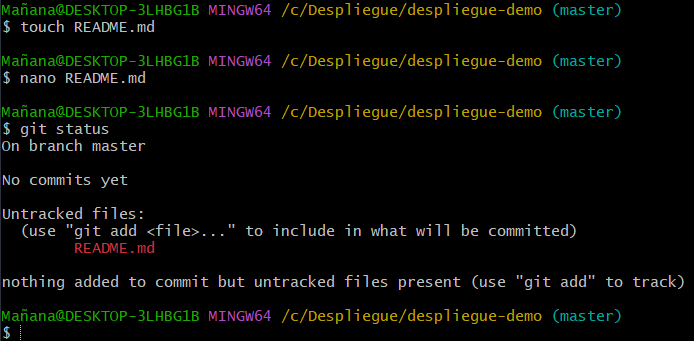 Mañana@DESKTOP-3LHBG1B MINGW64 /c/Despliegue/despliegue-demo (master)
$ touch README.md
Mañana@DESKTOP-3LHBG1B MINGW64 /c/Despliegue/despliegue-demo (master)
$ nano README.md
Mañana@DESKTOP-3LHBG1B MINGW64 /c/Despliegue/despliegue-demo (master)
$ git status
On branch master
No commits yet
Untracked files:
  (use "git add <file>..." to include in what will be committed)
        README.md
nothing added to commit but untracked files present (use "git add" to track)
Mañana@DESKTOP-3LHBG1B MINGW64 /c/Despliegue/despliegue-demo (master)
$